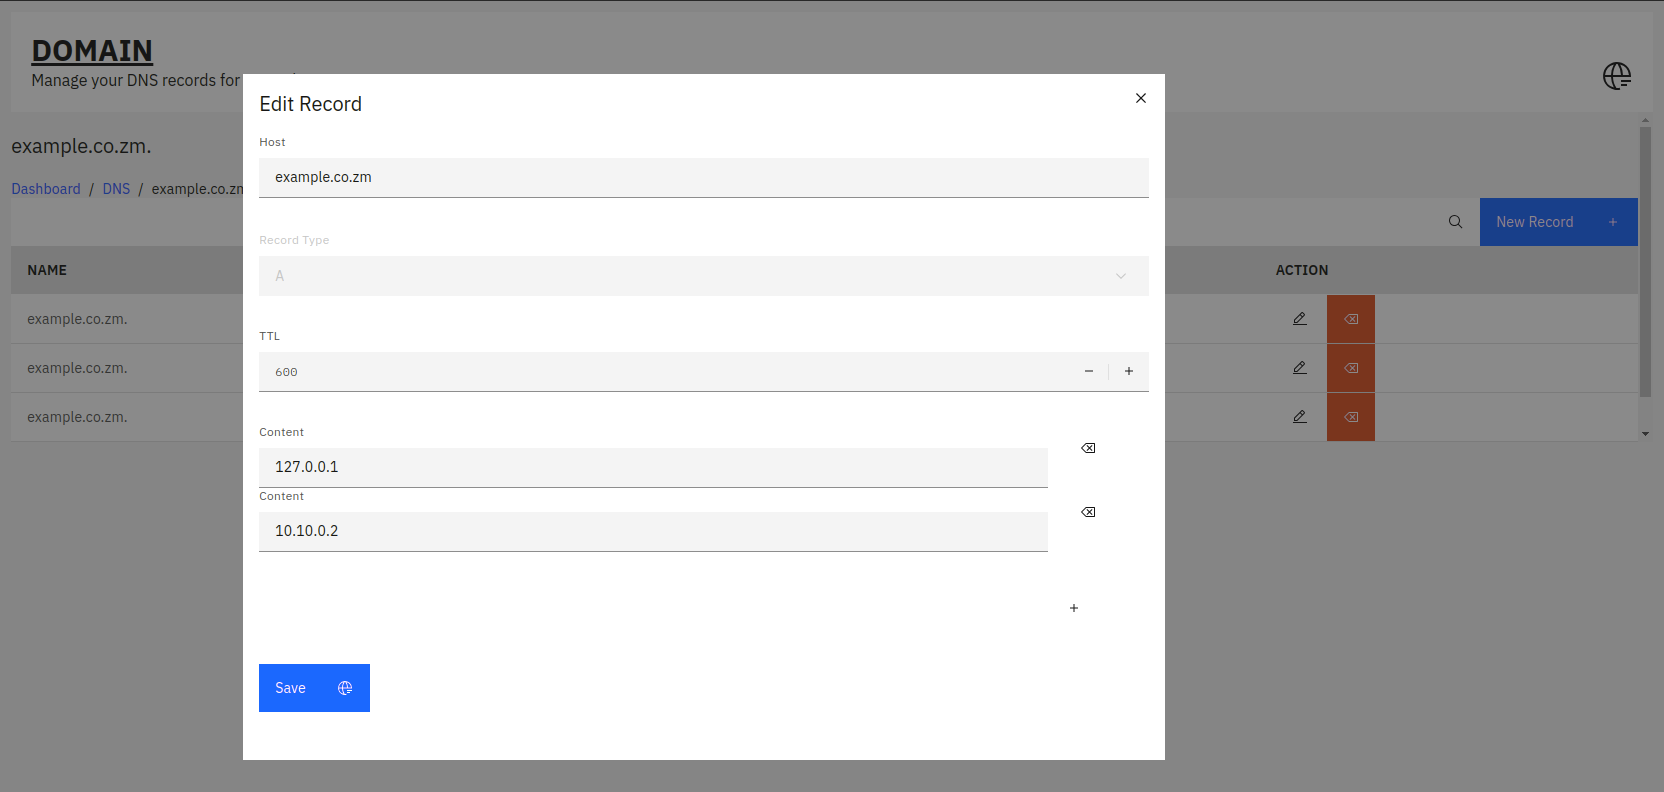 DOMAIN
Manage your DNS records for
example.co.zm.
Dashboard / DNS / example.co.zm
New Record +
NAME
ACTION
example.co.zm.
example.co.zm.
example.co.zm.
Edit Record
Host
example.co.zm
Record Type
A
TTL
600
Content
127.0.0.1
Content
10.10.0.2
+
Save